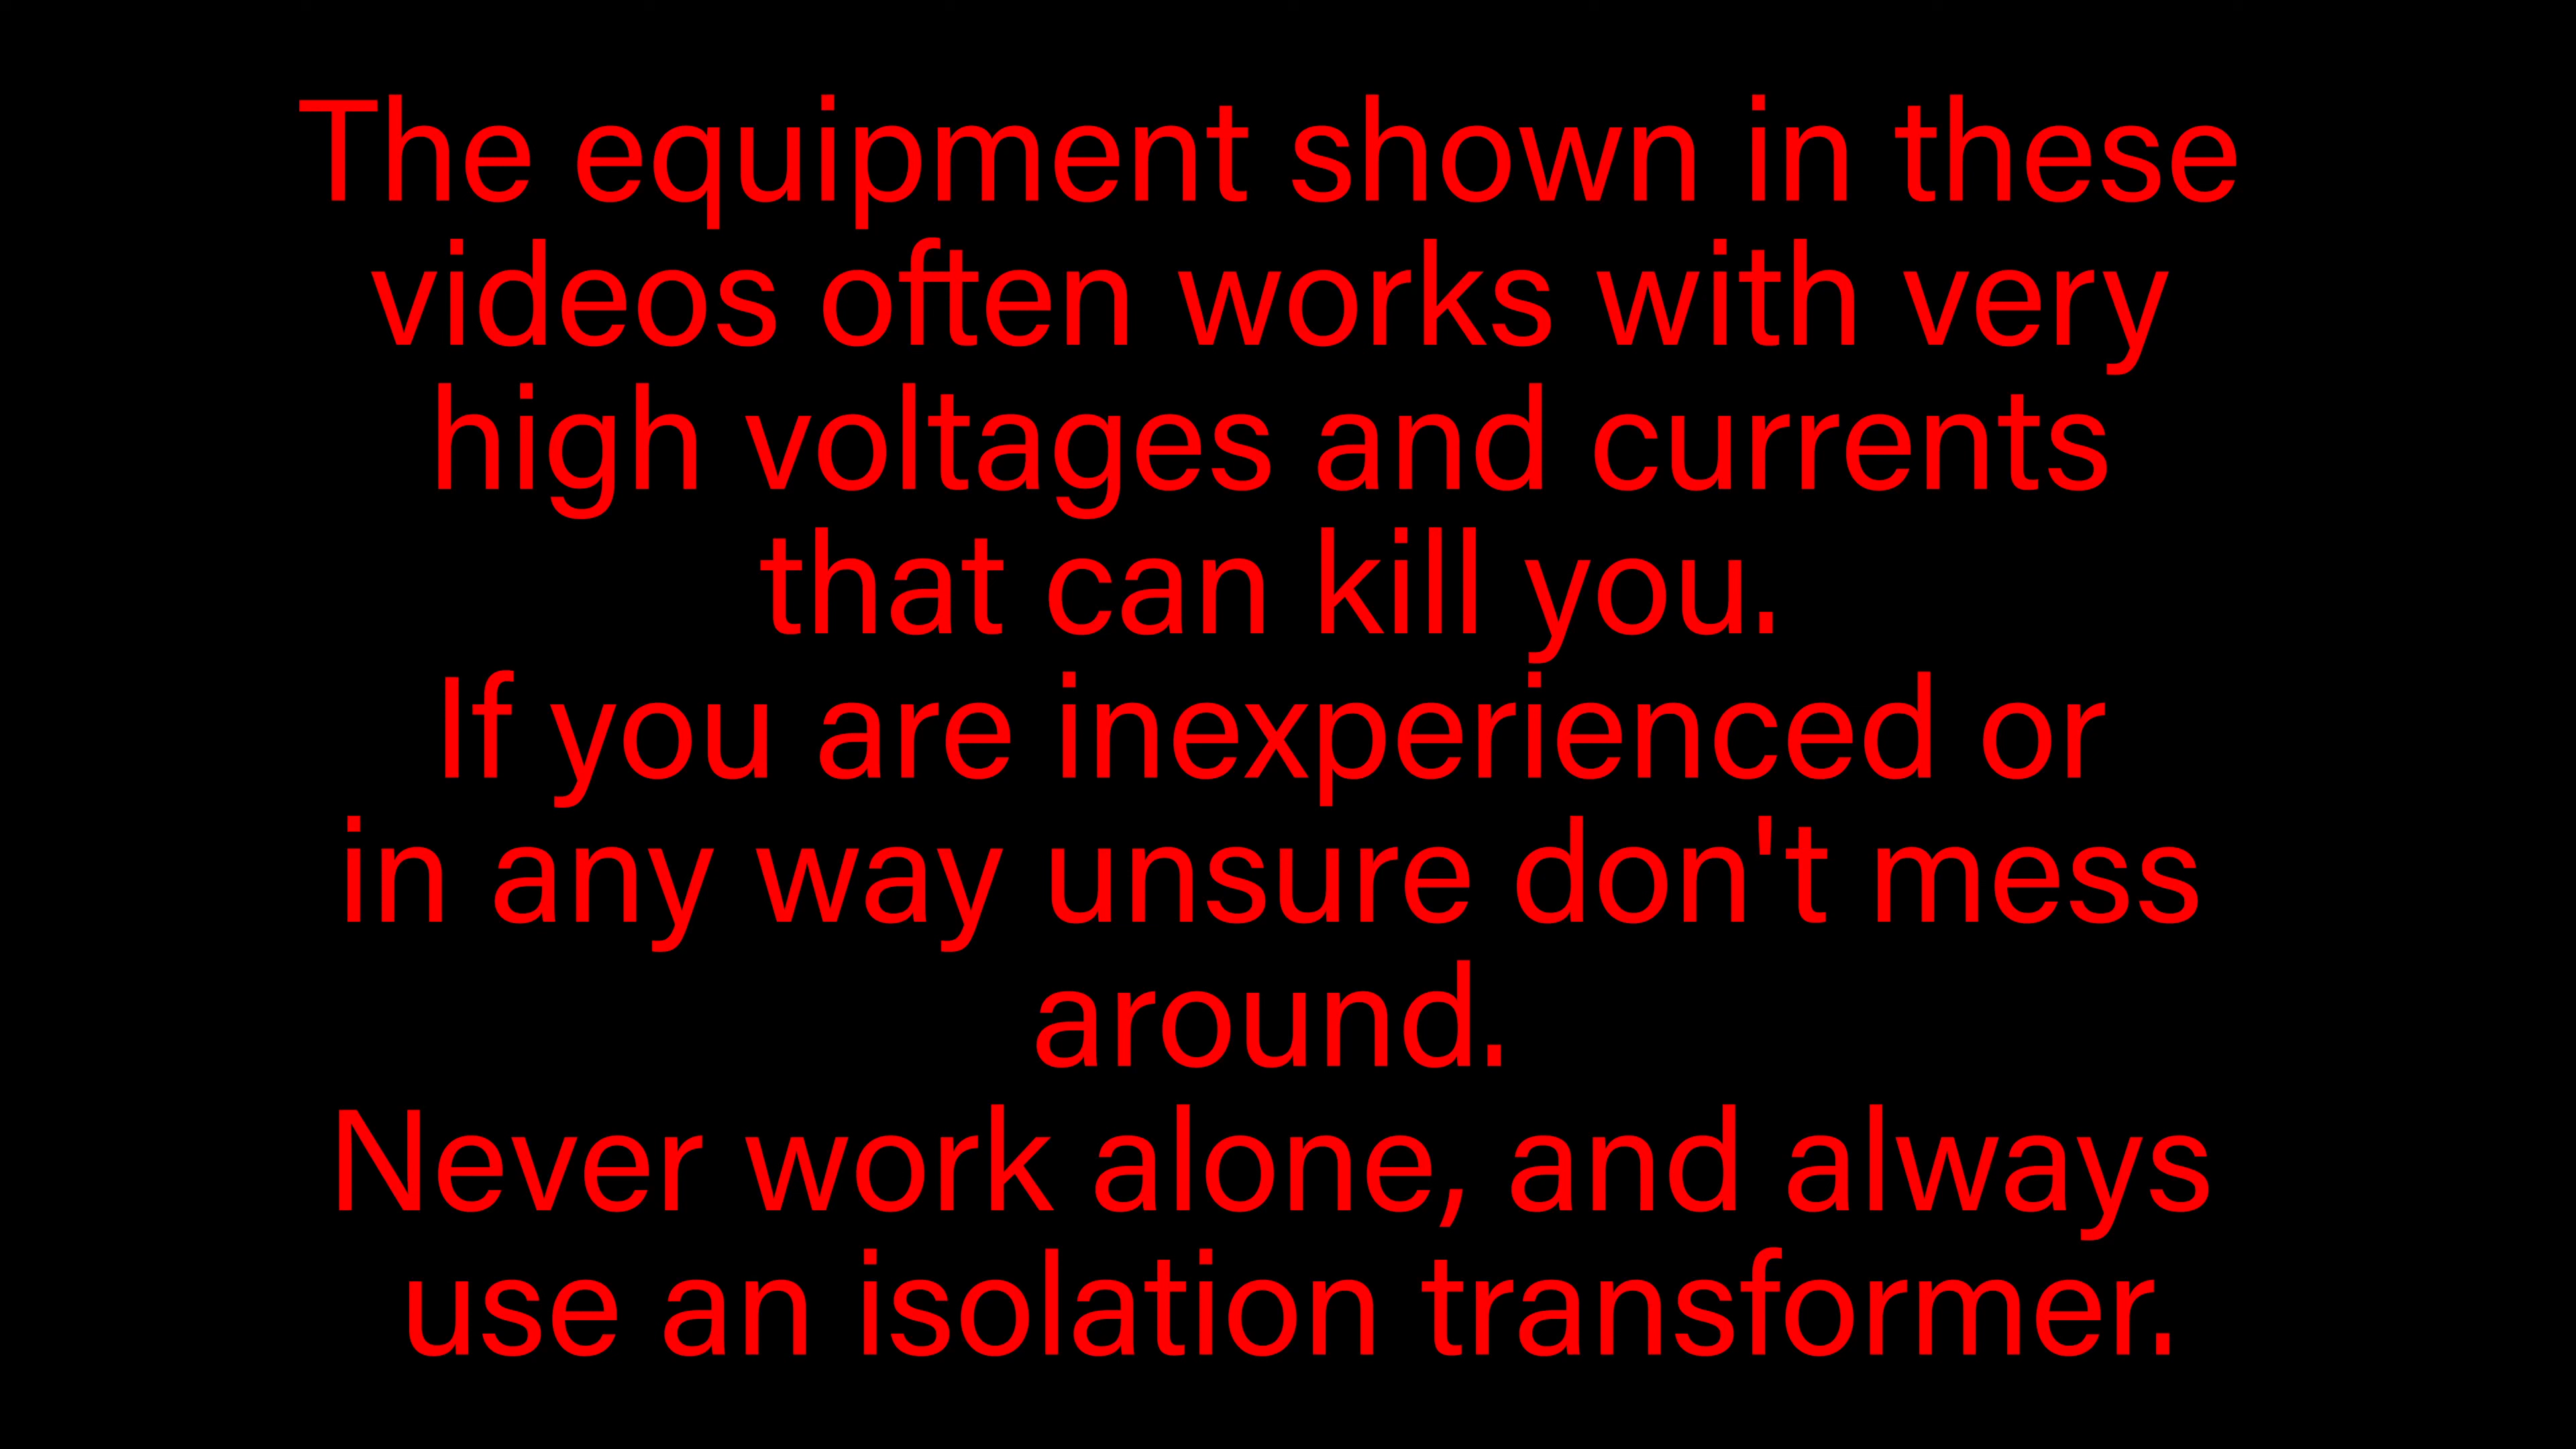 The equipment shown in these
videos often works with very
high voltages and currents
that can kill you.
If you are inexperienced or
in any way unsure don't mess
around.
Never work alone, and always
use an isolation transformer.